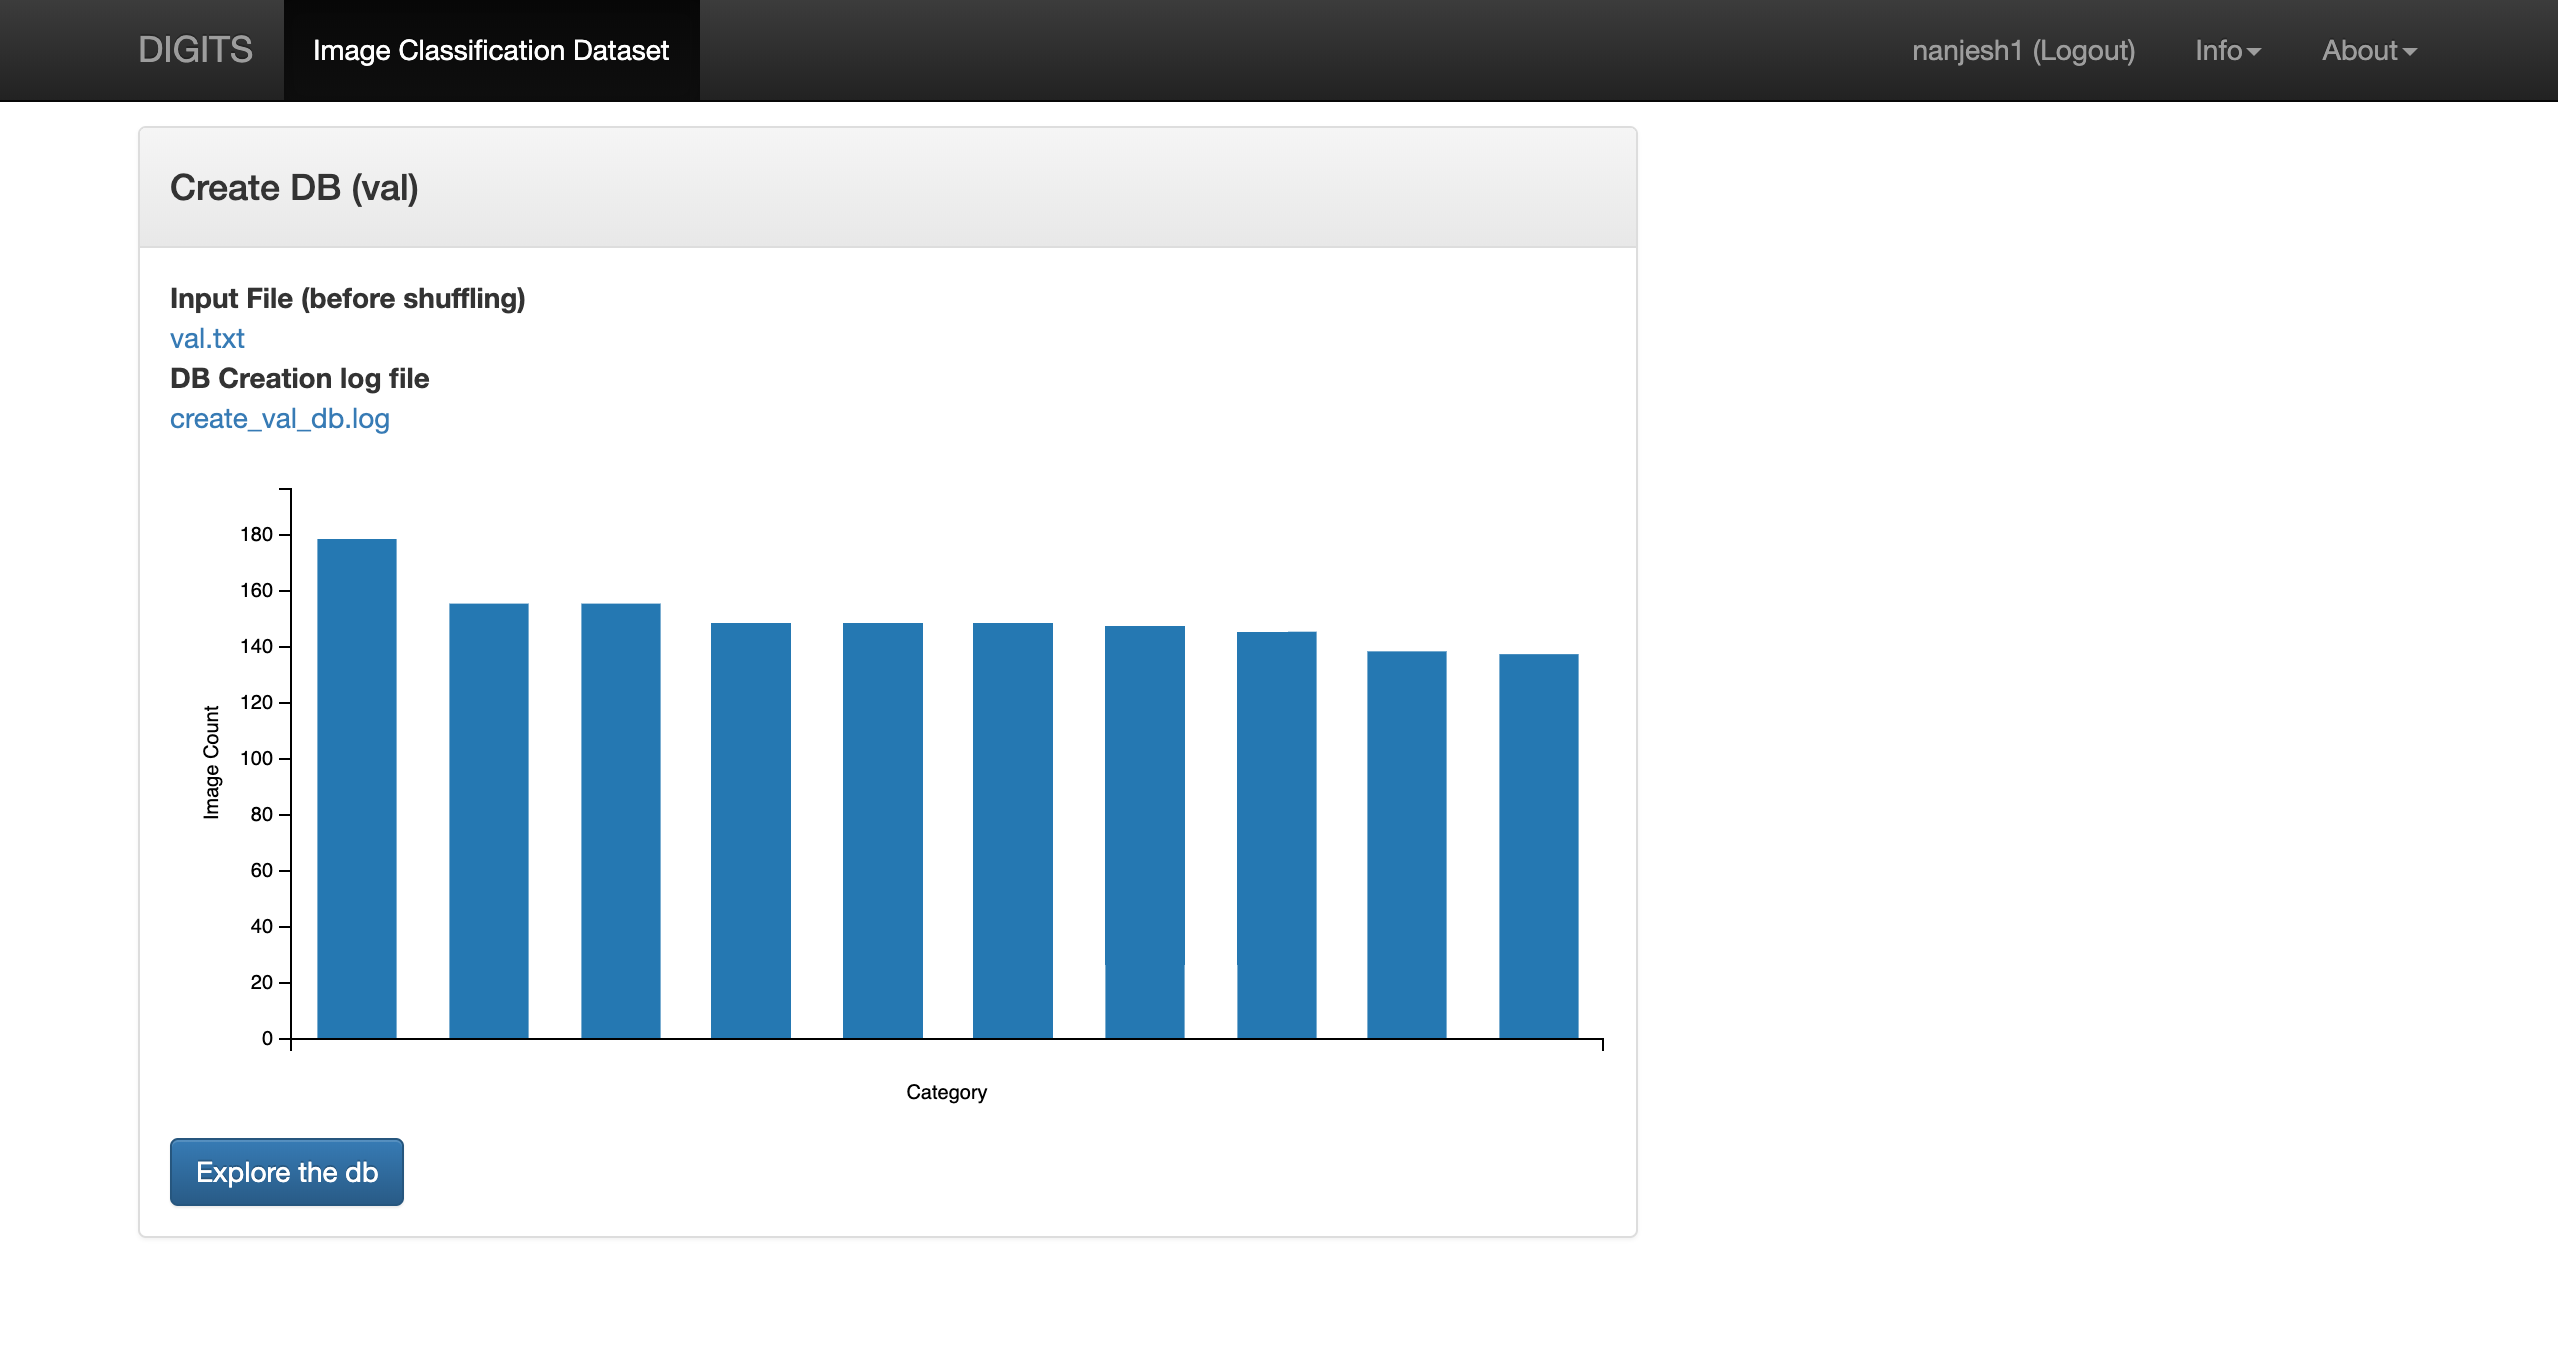 DIGITS Image Classification Dataset nanjesh1 (Logout) Info About
Create DB (val)
Input File (before shuffling)
val.txt
DB Creation log file
create_val_db.log
180
160
140
120
100
80
60
40
20
0
Image Count
Category
Explore the db